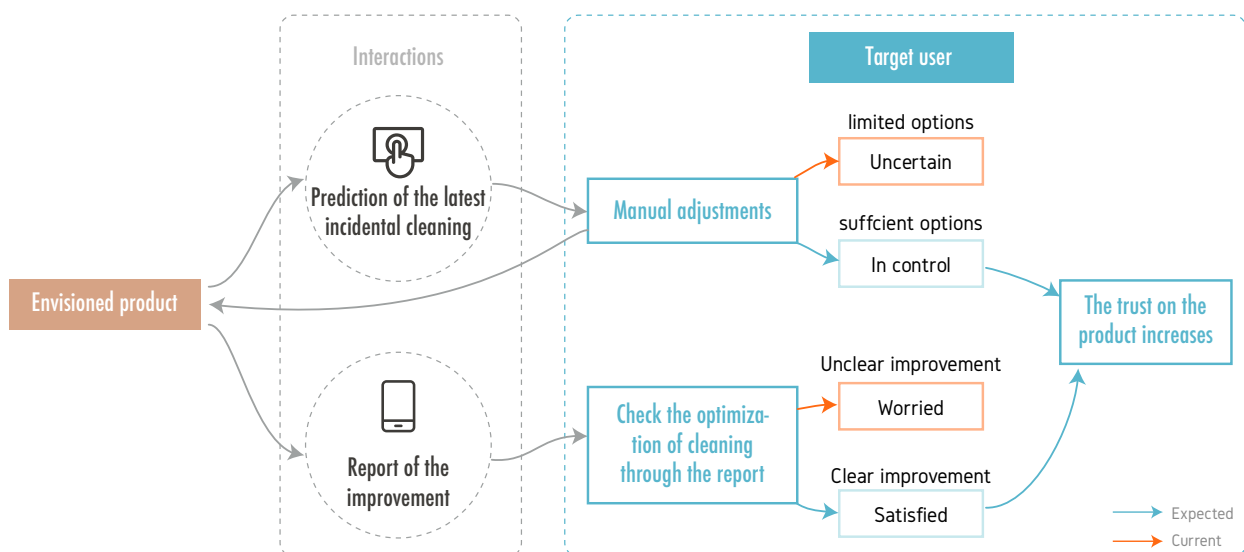 Interactions
Target user
limited options
Uncertain
Prediction of the latest
incidental cleaning
Manual adjustments
suffcient options
In control
Envisioned product
The trust on the
product increases
Unclear improvement
Worried
Check the optimiza-
tion of cleaning
through the report
Report of the
improvement
Clear improvement
Satisfied
Expected
Current